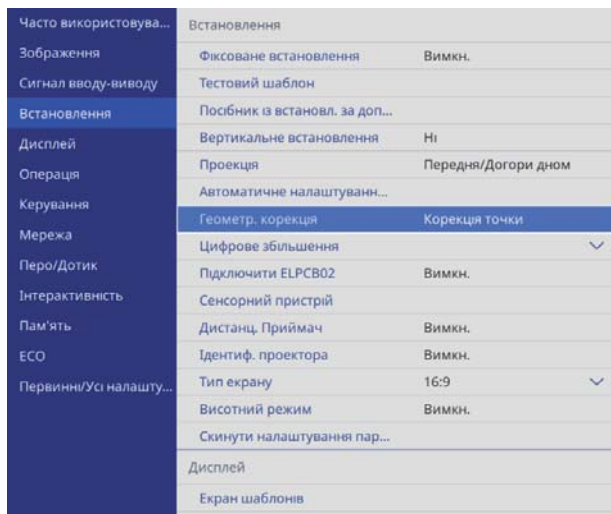 Часто використовува...
Зображення
Сигнал вводу-виводу
Встановлення
Дисплей
Операція
Керування
Мережа
Перо/Дотик
Інтерактивність
Пам'ять
ECO
Первинні/Усі налашту...
Встановлення
Фіксоване встановлення Вимкн.
Тестовий шаблон
Посібник із встановл. за доп...
Вертикальне встановлення Ні
Проекція Передня/Догори дном
Автоматичне налаштуванн...
Геометр. корекція Корекція точки
Цифрове збільшення
Підключити ELPCB02 Вимкн.
Сенсорний пристрій
Дистанц. Приймач Вимкн.
Ідентиф. проектора Вимкн.
Тип екрану 16:9
Висотний режим Вимкн.
Скинути налаштування пар...
Дисплей
Екран шаблонів